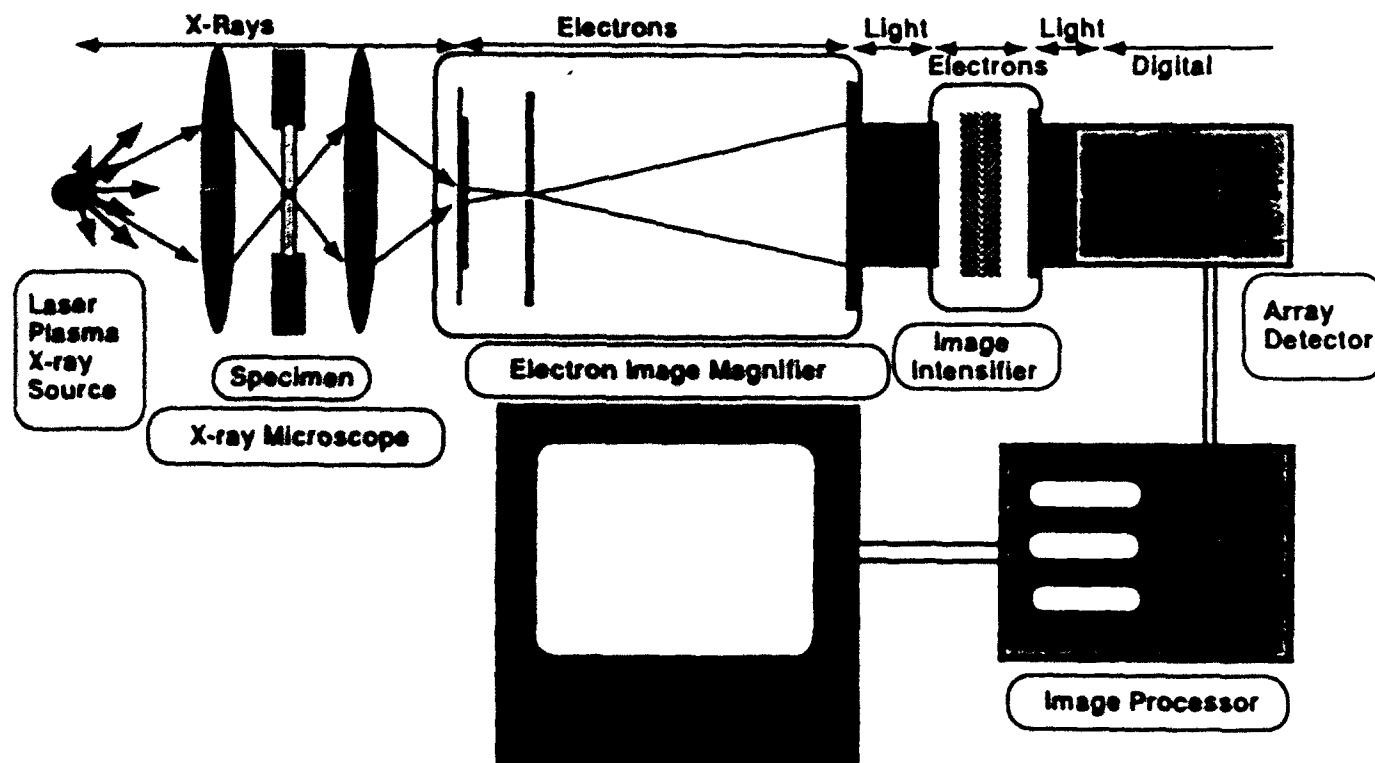 X-Rays
Electrons
Light
Light
Electrons
Digital
Laser
Plasma
X-ray
Source
Specimen
X-ray Microscope
Electron Image Magnifier
Image
Intensifier
Array
Detector
Image Processor